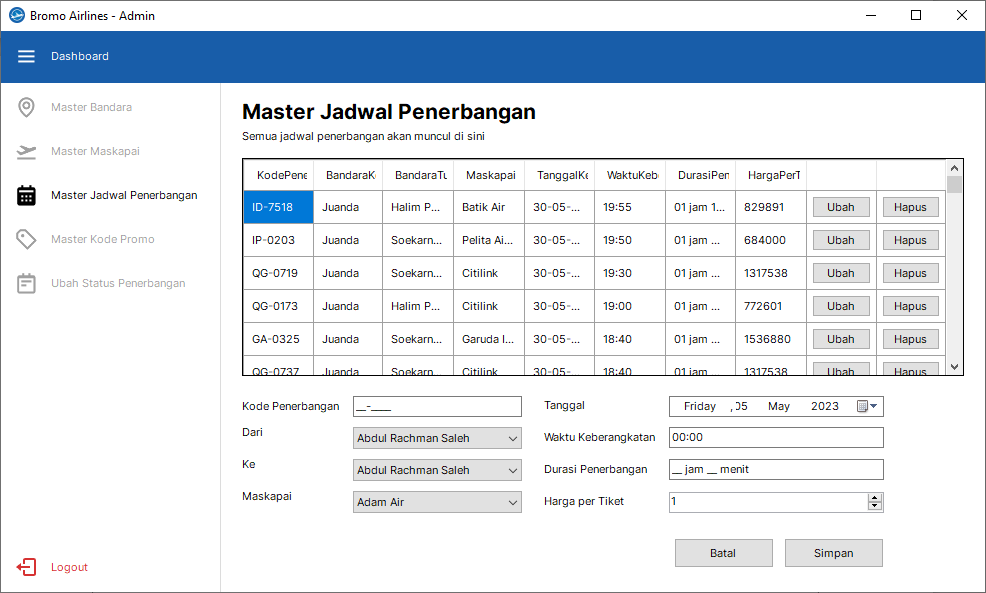 Bromo Airlines - Admin
Dashboard
Master Bandara
Master Maskapai
Master Jadwal Penerbangan
Master Kode Promo
Ubah Status Penerbangan
Logout
Master Jadwal Penerbangan
Semua jadwal penerbangan akan muncul di sini
KodePene BandaraKe BandaraTu Maskapai TanggalKe WaktuKebe DurasiPen HargaPerT
ID-7518 Juanda Halim P... Batik Air 30-05-... 19:55 01 jam 1... 829891 Ubah Hapus
IP-0203 Juanda Soekarn... Pelita Ai... 30-05-... 19:50 01 jam ... 684000 Ubah Hapus
QG-0719 Juanda Soekarn... Citilink 30-05-... 19:30 01 jam ... 1317538 Ubah Hapus
QG-0173 Juanda Halim P... Citilink 30-05-... 19:00 01 jam ... 772601 Ubah Hapus
GA-0325 Juanda Soekarn... Garuda I... 30-05-... 18:40 01 jam ... 1536880 Ubah Hapus
QG-0737 Juanda Soekarn... Citilink 30-05-... 18:40 01 jam ... 1317538 Ubah Hapus
Kode Penerbangan __-____
Dari Abdul Rachman Saleh
Ke Abdul Rachman Saleh
Maskapai Adam Air
Tanggal Friday , 05 May 2023
Waktu Keberangkatan 00:00
Durasi Penerbangan __ jam __ menit
Harga per Tiket 1
Batal Simpan